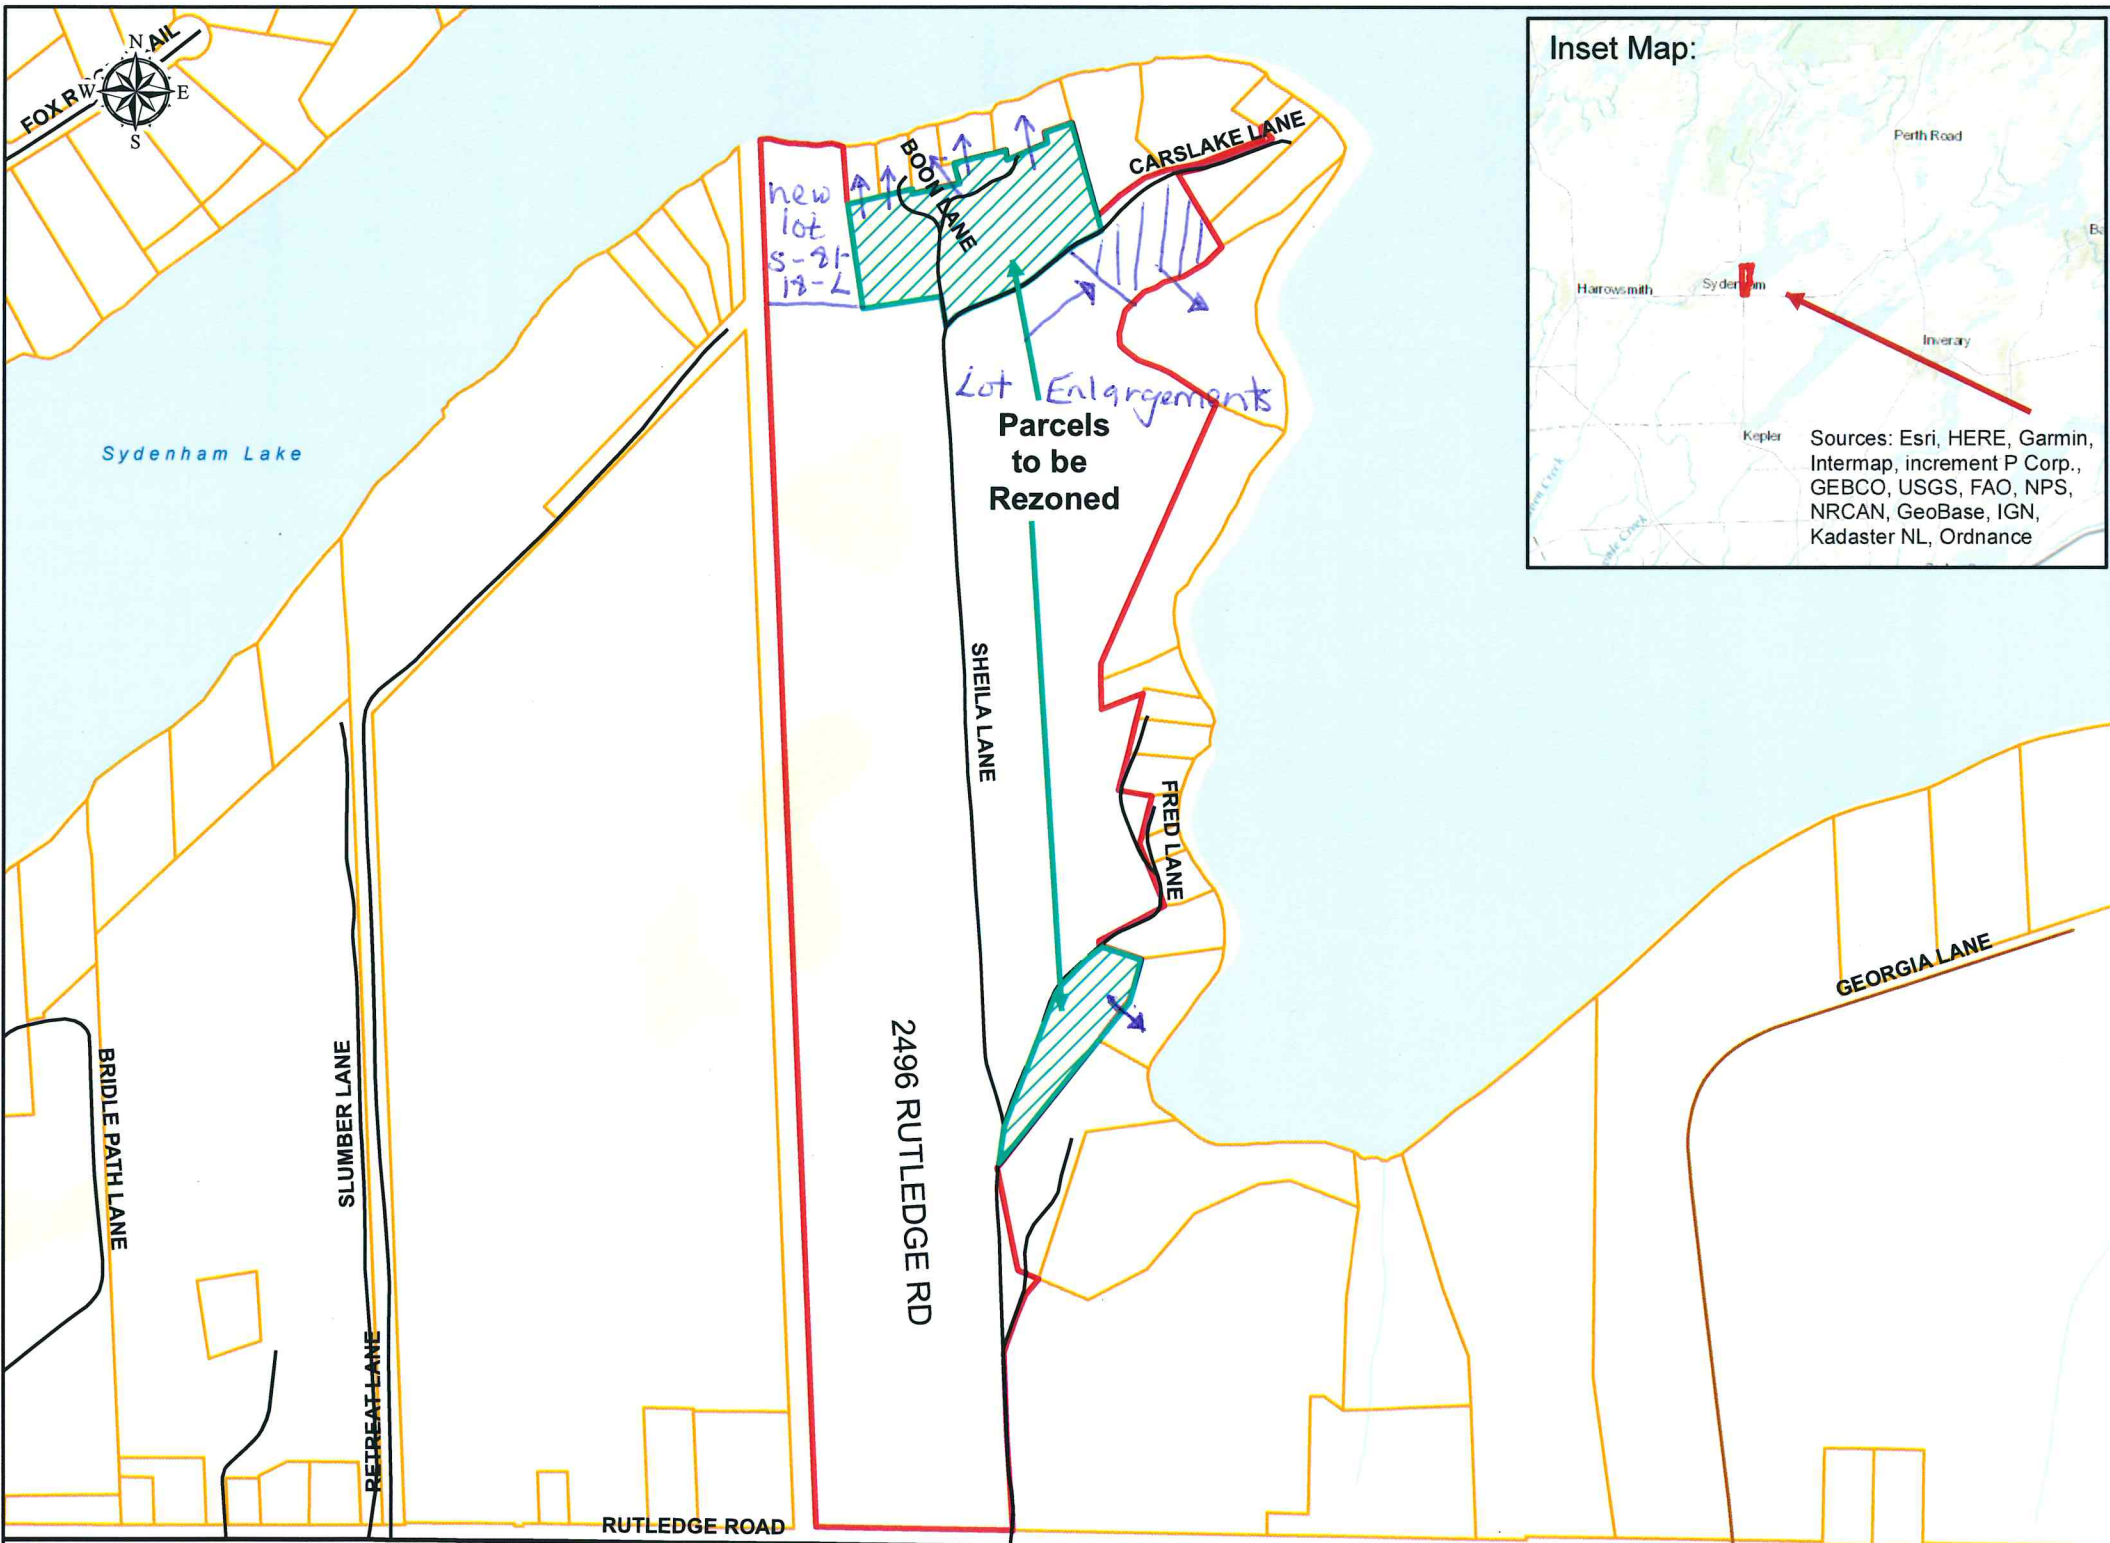 N
W
E
S
FOX R
AIL
Inset Map:
Perth Road
Harrowsmith
Inverary
Kepler
Sources: Esri, HERE, Garmin,
Intermap, increment P Corp.,
GEBCO, USGS, FAO, NPS,
NRCAN, GeoBase, IGN,
Kadaster NL, Ordnance
BOON LANE
CARSLAKE LANE
new
lot
S-81-
18-L
Lot Enlargements
Parcels
to be
Rezoned
Sydenham Lake
SHEILA LANE
FRED LANE
GEORGIA LANE
2496 RUTLEDGE RD
SLUMBER LANE
BRIDLE PATH LANE
RETREAT LANE
RUTLEDGE ROAD